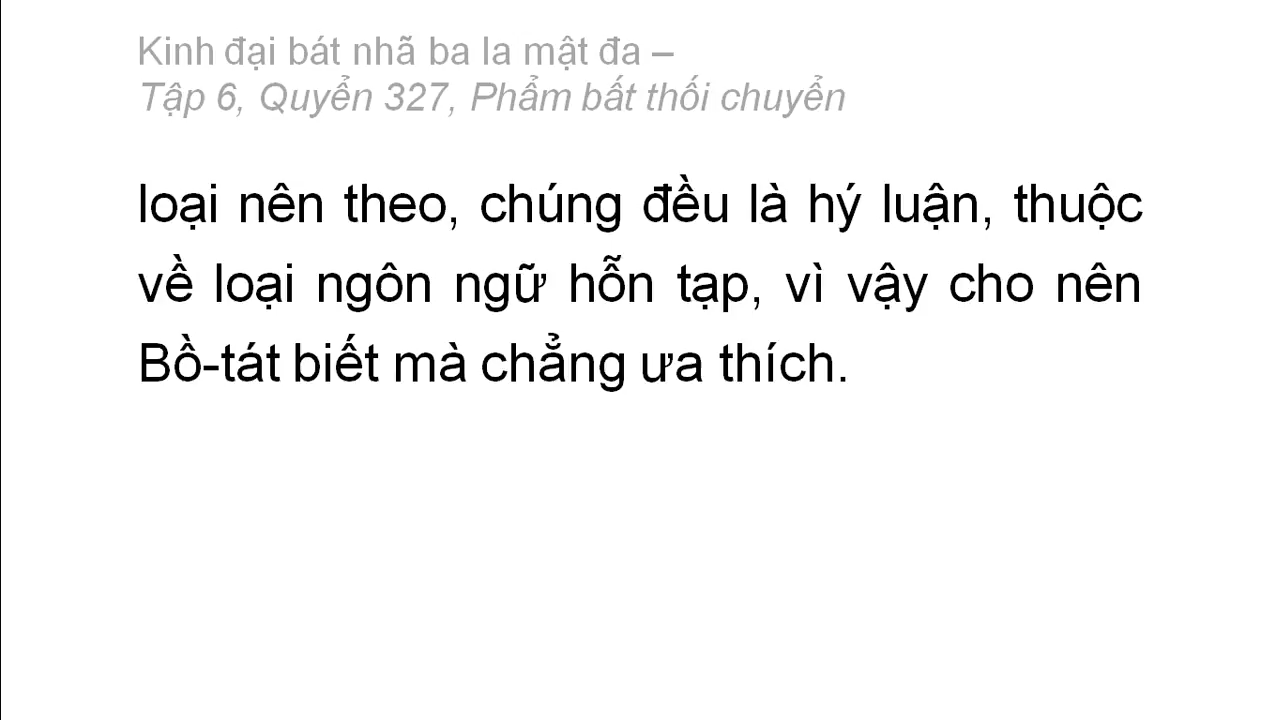 Kinh đại bát nhã ba la mật đa –
Tập 6, Quyển 327, Phẩm bất thối chuyển
loại nên theo, chúng đều là hý luận, thuộc
về loại ngôn ngữ hỗn tạp, vì vậy cho nên
Bồ-tát biết mà chẳng ưa thích.